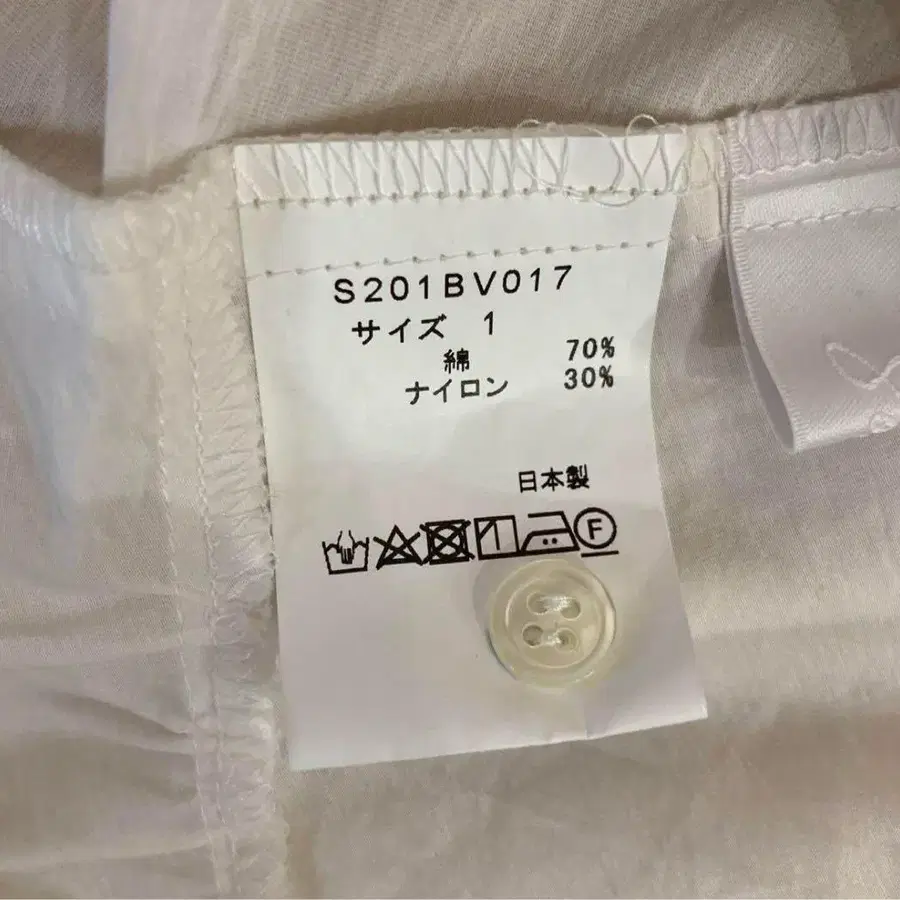 S201BV017
サイズ 1
綿 70%
ナイロン 30%
日本製
F